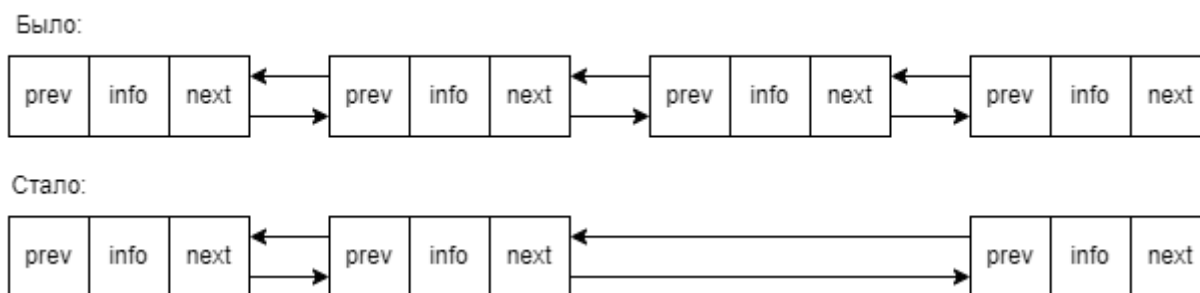 Было:
prev info next prev info next prev info next prev info next
Стало:
prev info next prev info next prev info next